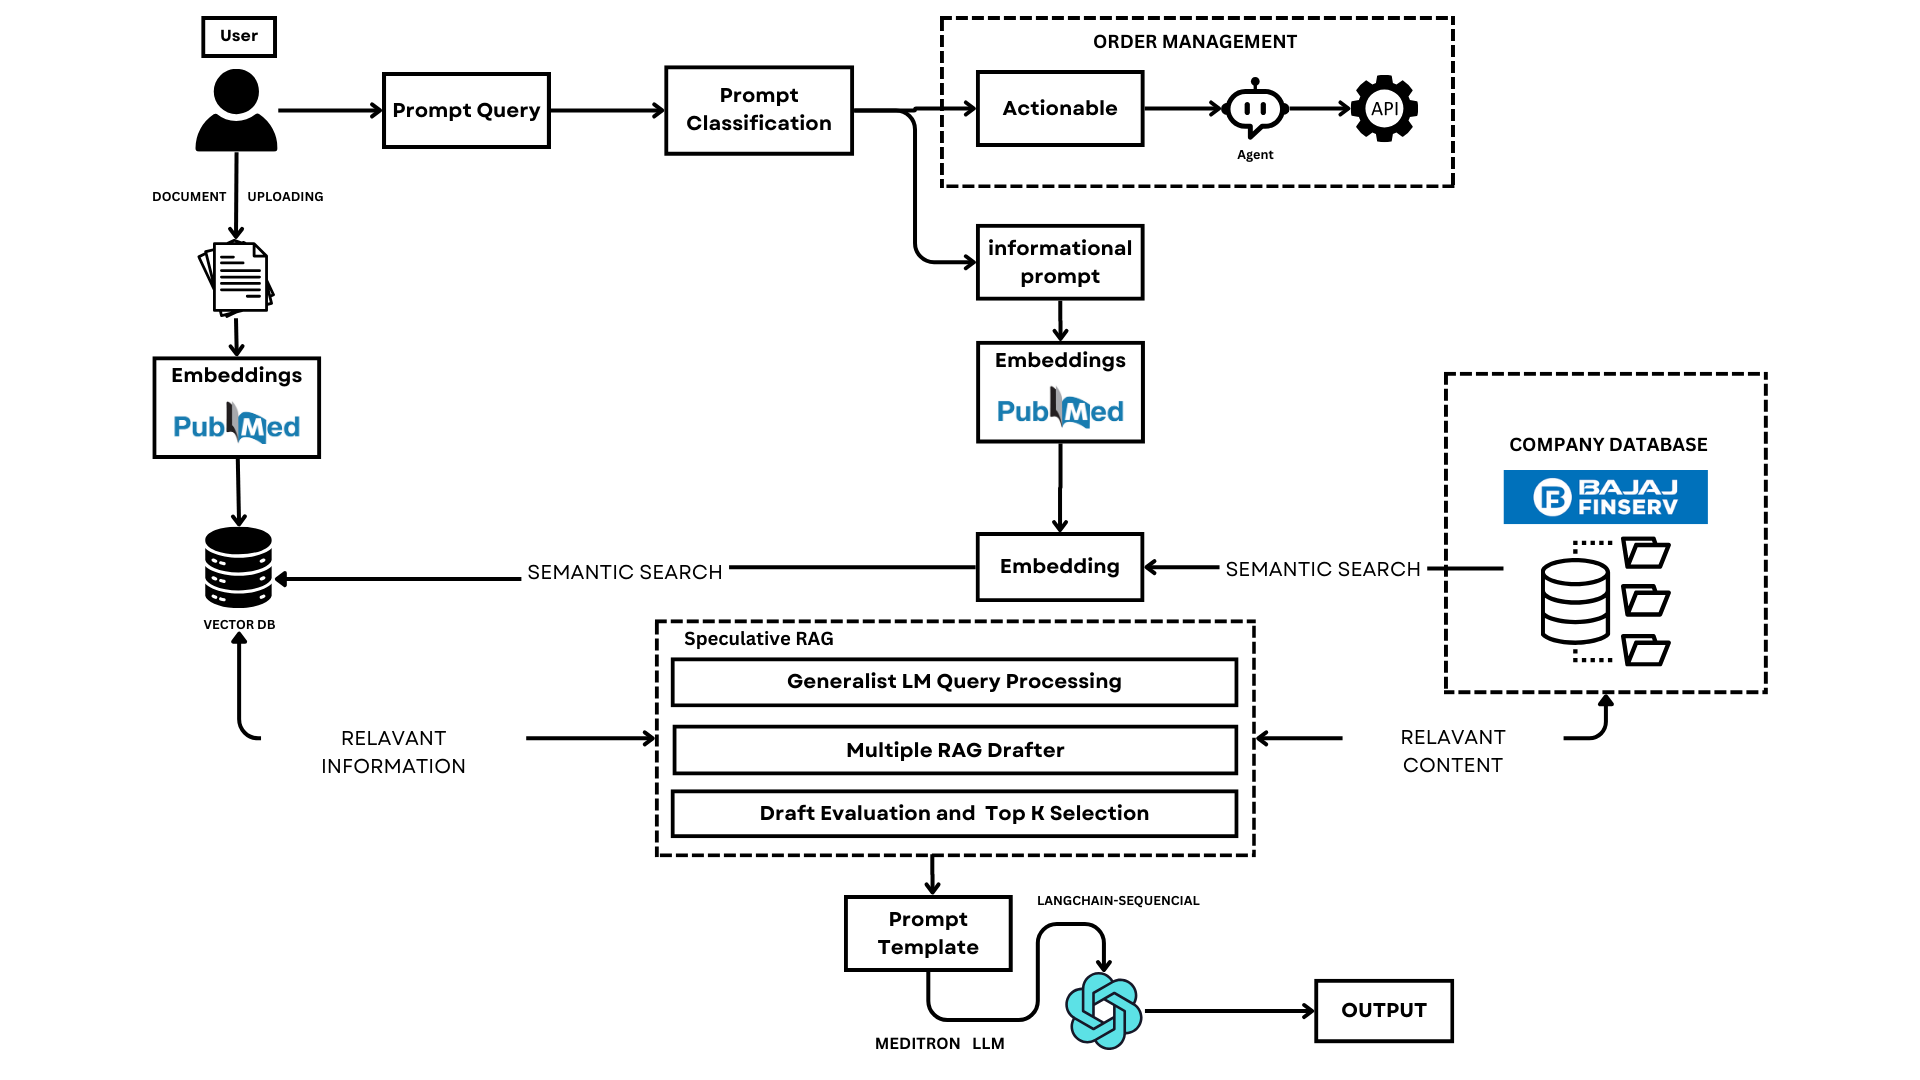 User
ORDER MANAGEMENT
Prompt Query
Prompt
Classification
Actionable
API
Agent
DOCUMENT UPLOADING
informational
prompt
Embeddings
PubMed
Embeddings
PubMed
COMPANY DATABASE
BAJAJ
FINSERV
SEMANTIC SEARCH
Embedding
SEMANTIC SEARCH
VECTOR DB
Speculative RAG
Generalist LM Query Processing
Multiple RAG Drafter
Draft Evaluation and Top K Selection
RELAVANT
INFORMATION
RELAVANT
CONTENT
Prompt
Template
LANGCHAIN-SEQUENCIAL
MEDITRON LLM
OUTPUT